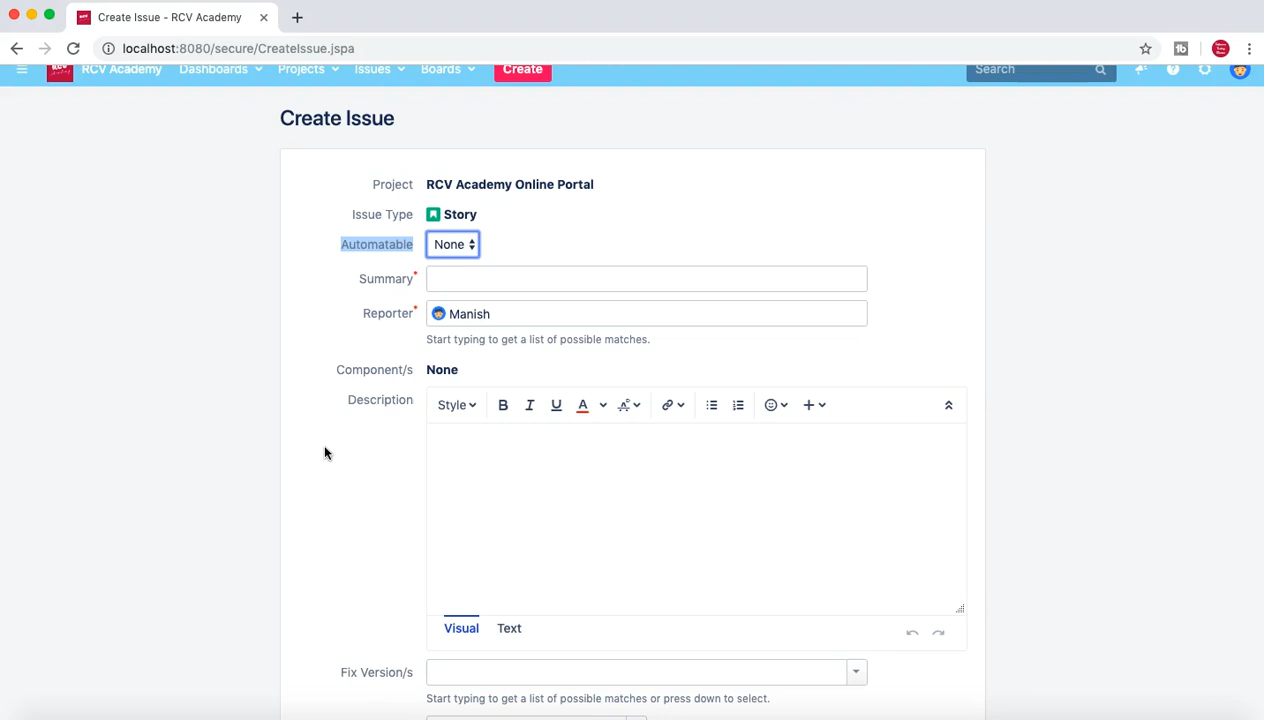 Create Issue - RCV Academy
localhost:8080/secure/CreateIssue.jspa
RCV Academy Dashboards Projects Issues Boards Create Search
Create Issue
Project RCV Academy Online Portal
Issue Type Story
Automatable None
Summary*
Reporter* Manish
Start typing to get a list of possible matches.
Component/s None
Description Style B I U A
Visual Text
Fix Version/s
Start typing to get a list of possible matches or press down to select.